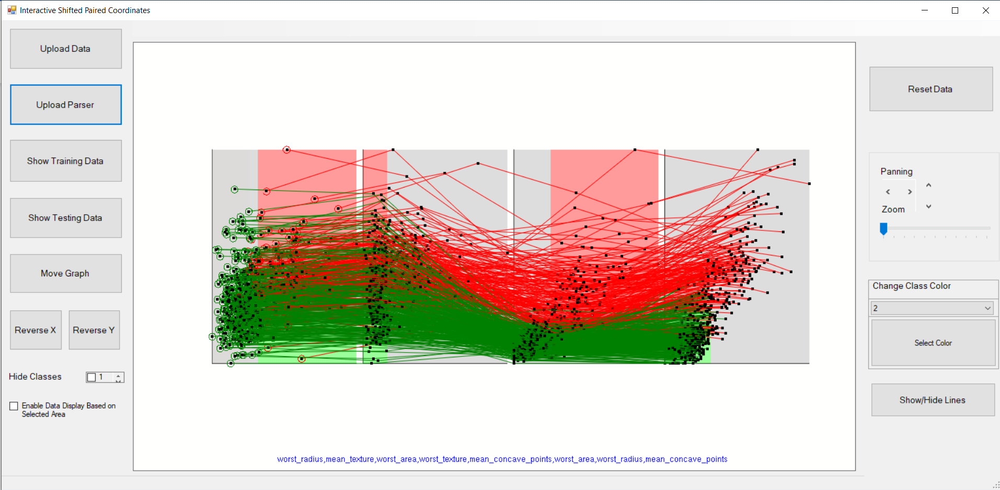 Interactive Shifted Paired Coordinates
Upload Data
Upload Parser
Show Training Data
Show Testing Data
Move Graph
Reverse X
Reverse Y
Hide Classes
1
Enable Data Display Based on
Selected Area
worst_radius,mean_texture,worst_area,worst_texture,mean_concave_points,worst_area,worst_radius,mean_concave_points
Reset Data
Panning
Zoom
Change Class Color
2
Select Color
Show/Hide Lines